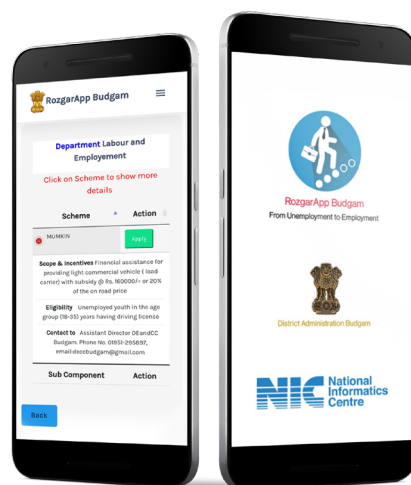 RozgarApp Budgam
Department Labour and
Employement
Click on Scheme to show more
details
Scheme Action
MUMKIN Apply
Scope & Incentives Financial assistance for
providing light commercial vehicle ( load
carrier) with subsidy @ Rs. 160000/= or 20%
of the on road price
Eligibility Unemployed youth in the age
group (18-35) years having driving licence
Contact to Assistant Director DEandCC
Budgam. Phone No. 01951-295897,
email:deccbudgam@gmail.com
Sub Component Action
Back
RozgarApp Budgam
From Unemployment to Employment
District Administration Budgam
NIC National
Informatics
Centre